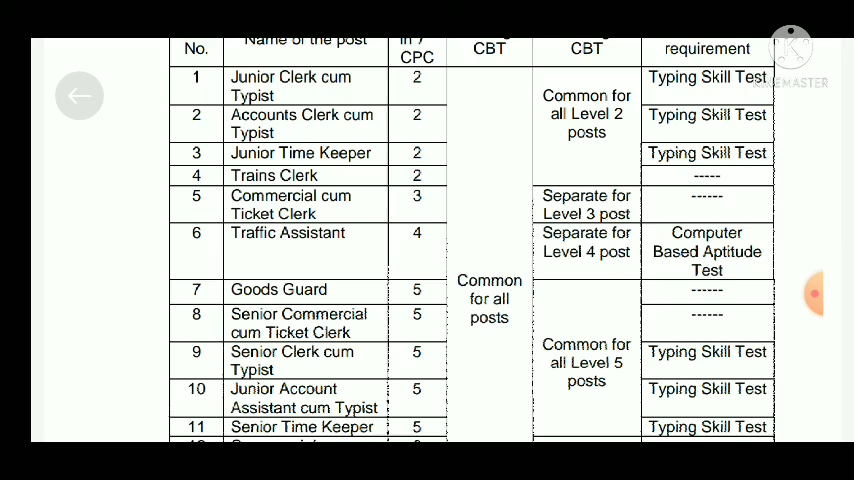 Name of the post
in 7
No.
CPC
CBT
CBT
requirement
1 Junior Clerk cum Typist 2 Typing Skill Test
2 Accounts Clerk cum Typist 2 Typing Skill Test
3 Junior Time Keeper 2 Typing Skill Test
4 Trains Clerk 2 -----
Common for
all Level 2
posts
5 Commercial cum Ticket Clerk 3 Separate for Level 3 post ------
6 Traffic Assistant 4 Separate for Level 4 post Computer Based Aptitude Test
7 Goods Guard 5 ------
8 Senior Commercial cum Ticket Clerk 5 ------
9 Senior Clerk cum Typist 5 Typing Skill Test
10 Junior Account Assistant cum Typist 5 Typing Skill Test
11 Senior Time Keeper 5 Typing Skill Test
Common
for all
posts
Common for
all Level 5
posts
KINEMASTER